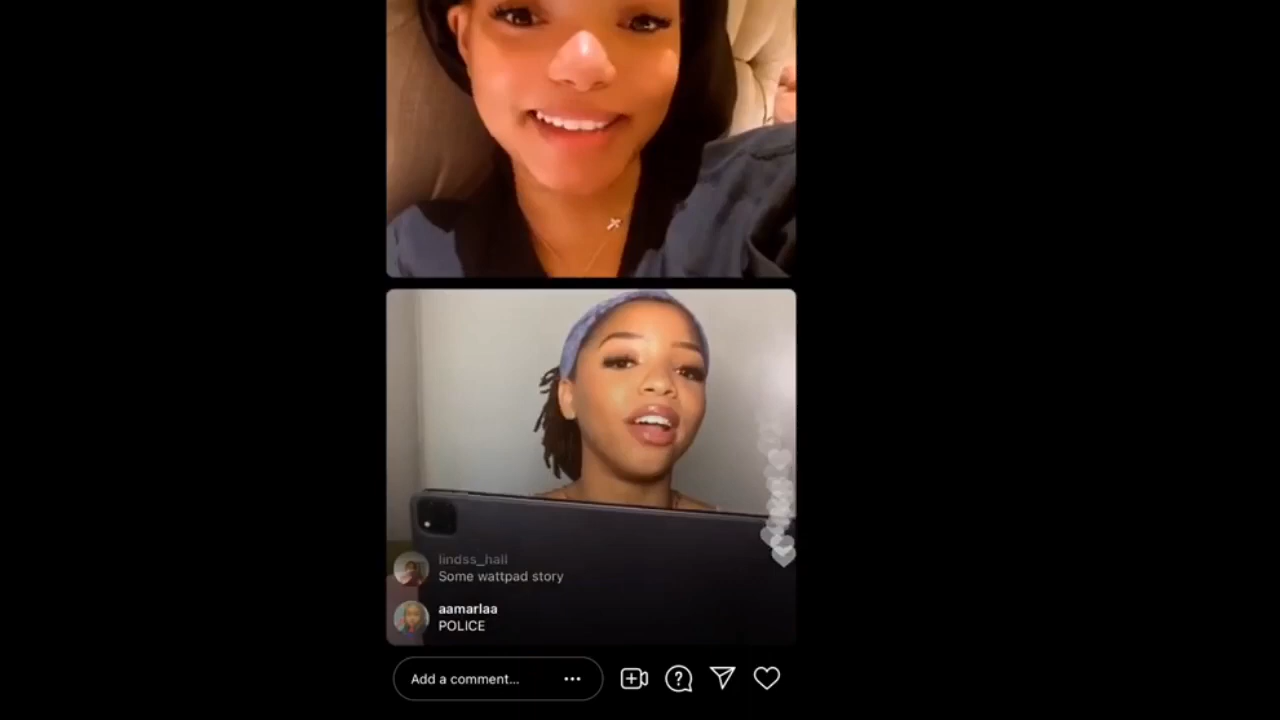 lindss_hall
Some wattpad story
aamarlaa
POLICE
Add a comment...